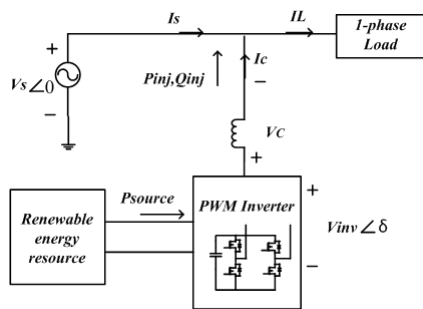 Is
IL
1-phase
Load
+
Vs∠0
−
Pinj,Qinj
Ic
−
Vc
+
Psource
Renewable
energy
resource
PWM Inverter
+
Vinv∠δ
−